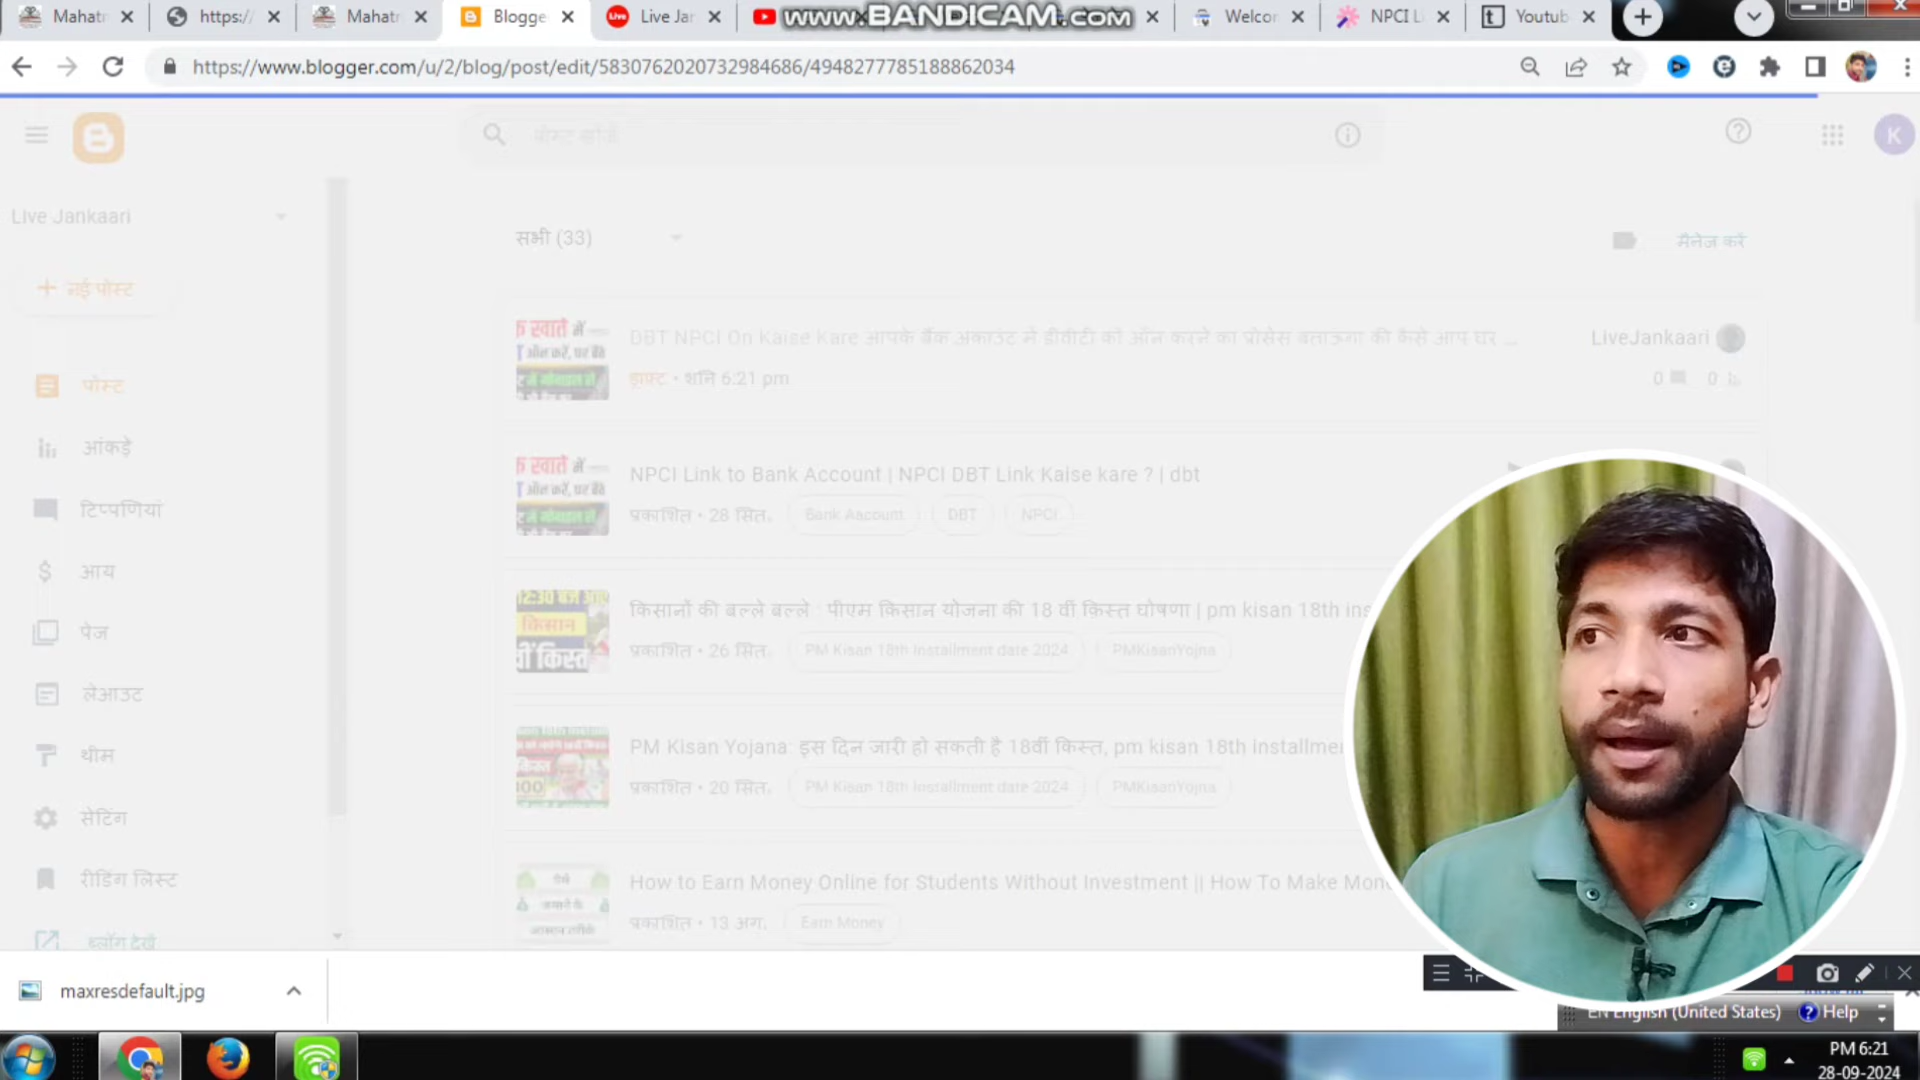 Mahatr
https://
Mahatr
Blogge
Live Jar
www.BANDICAM.com
Welcor
NPCI L
Youtub
https://www.blogger.com/u/2/blog/post/edit/5830762020732984686/4948277785188862034
पोस्ट खोजें
K
Live Jankaari
सभी (33)
मैनेज करें
+ नई पोस्ट
DBT NPCI On Kaise Kare आपके बैंक अकाउंट में डीवीटी को ऑन करने का प्रोसेस बताऊंगा की कैसे आप घर ...
LiveJankaari
ड्राफ़्ट • शनि 6:21 pm
0
0
पोस्ट
आंकड़े
टिप्पणियां
आय
पेज
लेआउट
थीम
सेटिंग
रीडिंग लिस्ट
ब्लॉग देखें
NPCI Link to Bank Account | NPCI DBT Link Kaise kare ? | dbt
प्रकाशित • 28 सित॰
Bank Aacount
DBT
NPCI
किसानों की बल्ले बल्ले : पीएम किसान योजना की 18 वीं किस्त घोषणा | pm kisan 18th ins
प्रकाशित • 26 सित॰
PM Kisan 18th Installment date 2024
PMKisanYojna
PM Kisan Yojana: इस दिन जारी हो सकती है 18वीं किस्त, pm kisan 18th installme
प्रकाशित • 20 सित॰
PM Kisan 18th Installment date 2024
PMKisanYojna
How to Earn Money Online for Students Without Investment || How To Make Mon
प्रकाशित • 13 अग॰
Earn Money
maxresdefault.jpg
EN English (United States)
Help
PM 6:21
28-09-2024